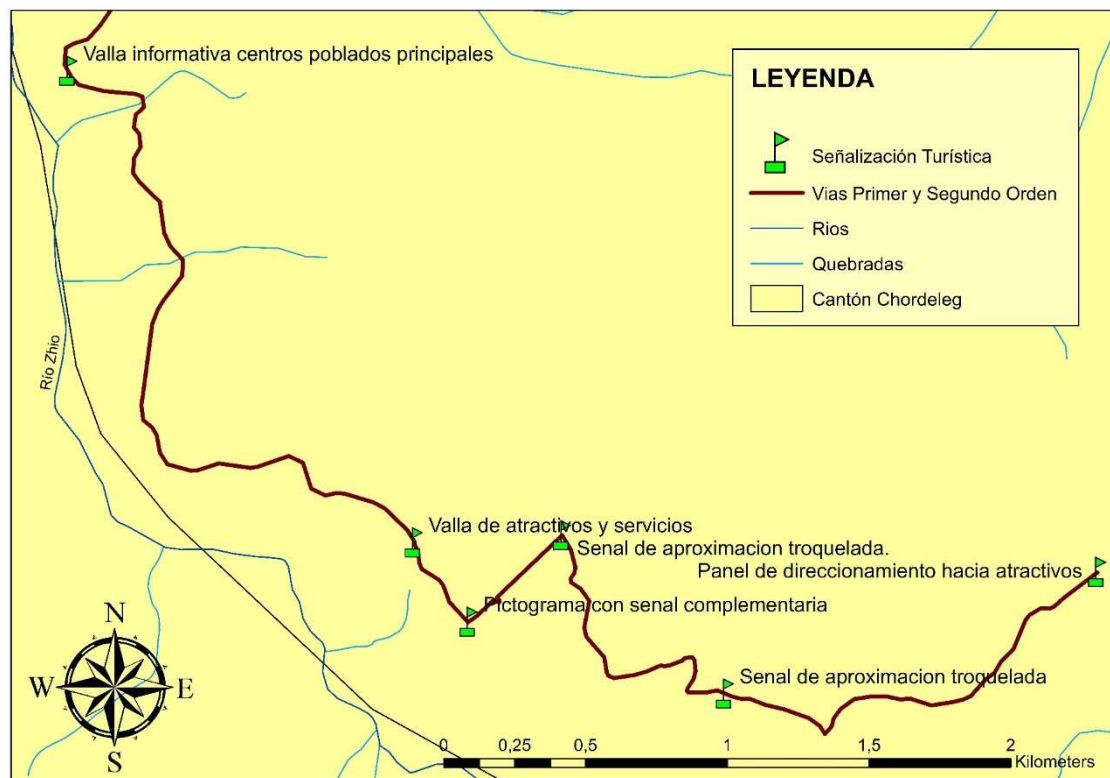 Valla informativa centros poblados principales
LEYENDA
Señalización Turística
Vias Primer y Segundo Orden
Rios
Quebradas
Cantón Chordeleg
Río Zhio
Valla de atractivos y servicios
Senal de aproximacion troquelada.
Panel de direccionamiento hacia atractivos
Pictograma con senal complementaria
Senal de aproximacion troquelada
N
W E
S
0 0,25 0,5 1 1,5 2
Kilometers